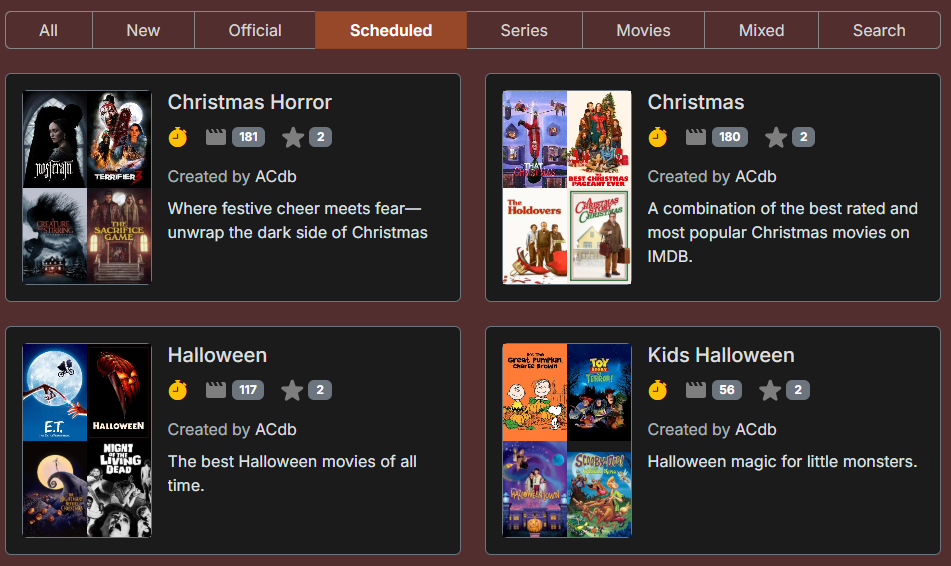 All New Official Scheduled Series Movies Mixed Search
Christmas Horror
181 2
Created by ACdb
Where festive cheer meets fear—
unwrap the dark side of Christmas
nosferatu
TERRIFIER 3
CREATURE
STIRRING
THE
SACRIFICE
GAME
Christmas
180 2
Created by ACdb
A combination of the best rated and
most popular Christmas movies on
IMDB.
THAT
CHRISTMAS
THE
BEST CHRISTMAS
PAGEANT EVER
The
Holdovers
A CHRISTMAS
STORY
CHRISTMAS
Halloween
117 2
Created by ACdb
The best Halloween movies of all
time.
E.T.
HALLOWEEN
THE
NIGHTMARE
BEFORE
CHRISTMAS
NIGHT
OF THE
LIVING
DEAD
Kids Halloween
56 2
Created by ACdb
Halloween magic for little monsters.
GREAT PUMPKIN,
CHARLIE BROWN
TOY
STORY
TERROR!
HALLOWEENTOWN
SCOOBY-DOO!